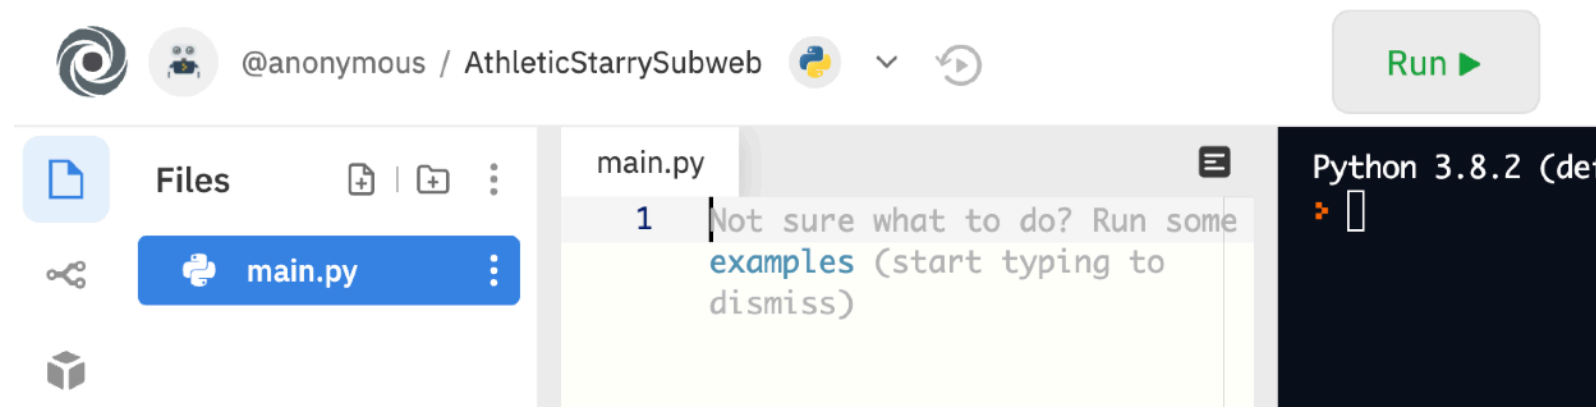 @anonymous / AthleticStarrySubweb
Run
Files
main.py
main.py
1 Not sure what to do? Run some
examples (start typing to
dismiss)
Python 3.8.2 (def
>